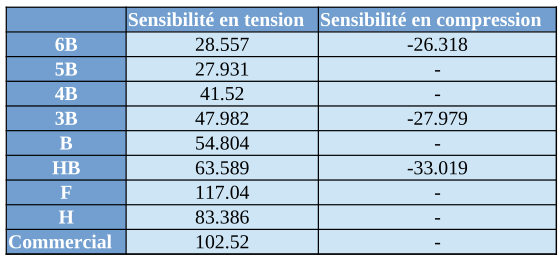 Sensibilité en tension Sensibilité en compression
6B 28.557 -26.318
5B 27.931 -
4B 41.52 -
3B 47.982 -27.979
B 54.804 -
HB 63.589 -33.019
F 117.04 -
H 83.386 -
Commercial 102.52 -